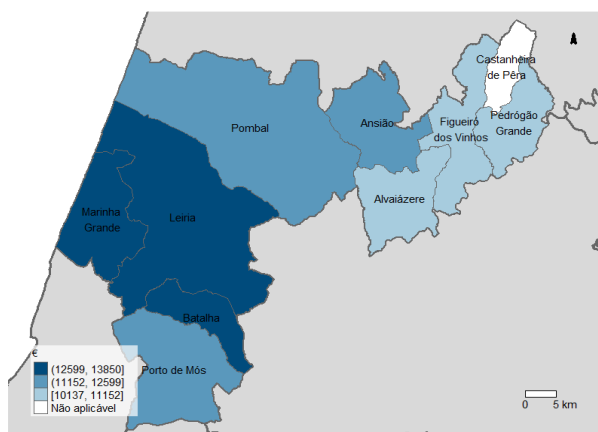 Castanheira
de Pêra
Pombal
Ansião
Figueiró
dos Vinhos
Pedrógão
Grande
Alvaiázere
Marinha
Grande
Leiria
Batalha
Porto de Mós
€
(12599, 13850]
(11152, 12599]
[10137, 11152]
Não aplicável
0 5 km